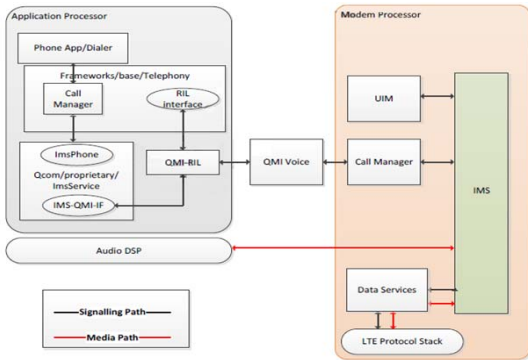 Application Processor
Phone App/Dialer
Frameworks/base/Telephony
Call
Manager
RIL
interface
ImsPhone
Qcom/proprietary/
ImsService
IMS-QMI-IF
QMI-RIL
QMI Voice
Audio DSP
Modem Processor
UIM
Call Manager
IMS
Data Services
LTE Protocol Stack
Signalling Path
Media Path